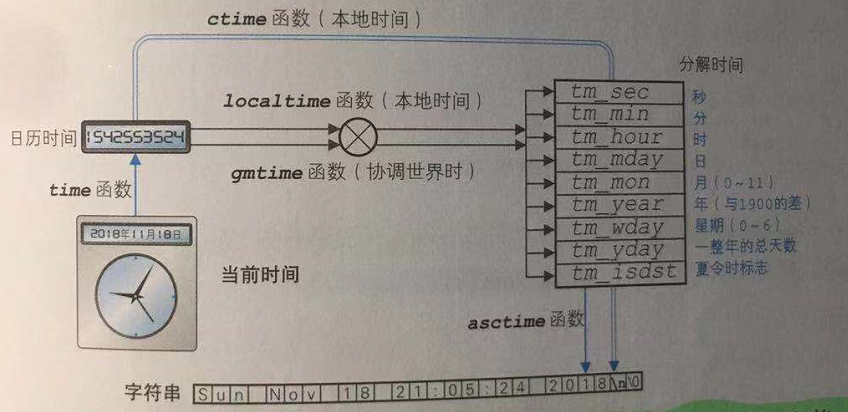 ctime 函数（本地时间）
分解时间
localtime 函数（本地时间）
日历时间 1542553524
gmtime 函数（协调世界时）
time 函数
tm_sec 秒
tm_min 分
tm_hour 时
tm_mday 日
tm_mon 月（0~11）
tm_year 年（与1900的差）
tm_wday 星期（0~6）
tm_yday 一整年的总天数
tm_isdst 夏令时标志
2018年11月18日
当前时间
asctime 函数
字符串 Sun Nov 18 21:05:24 2018\n\0